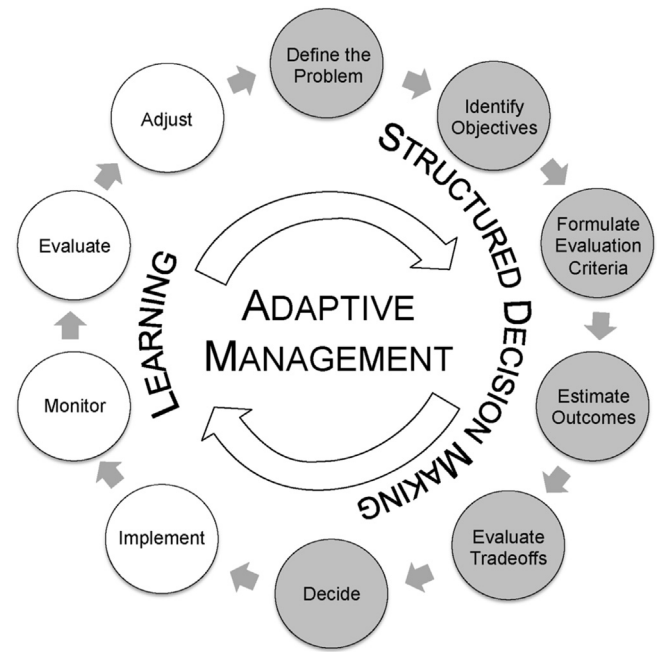 Define the
Problem
Identify
Objectives
Formulate
Evaluation
Criteria
Estimate
Outcomes
Evaluate
Tradeoffs
Decide
Implement
Monitor
Evaluate
Adjust
STRUCTURED DECISION MAKING
LEARNING
ADAPTIVE
MANAGEMENT